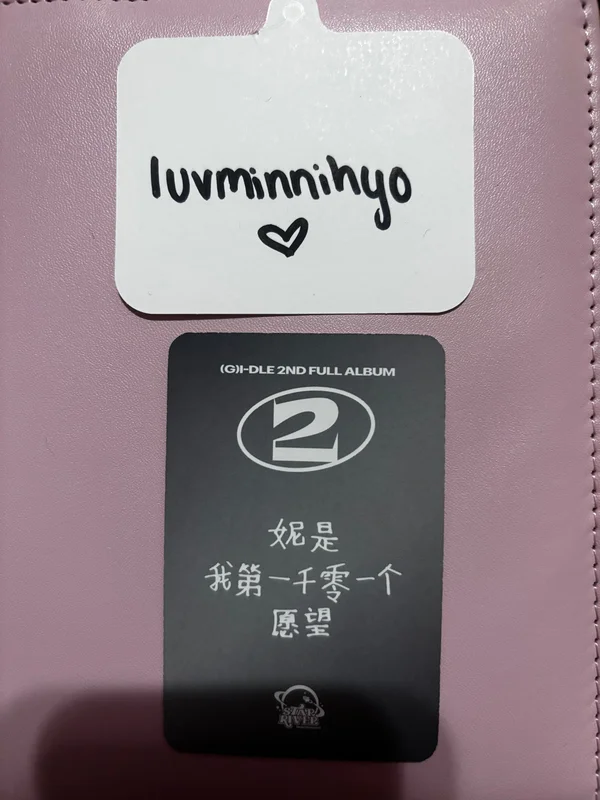 luvminnihyo
(G)I-DLE 2ND FULL ALBUM
2
妮是
我第一千零一个
愿望
STAR
RIVER